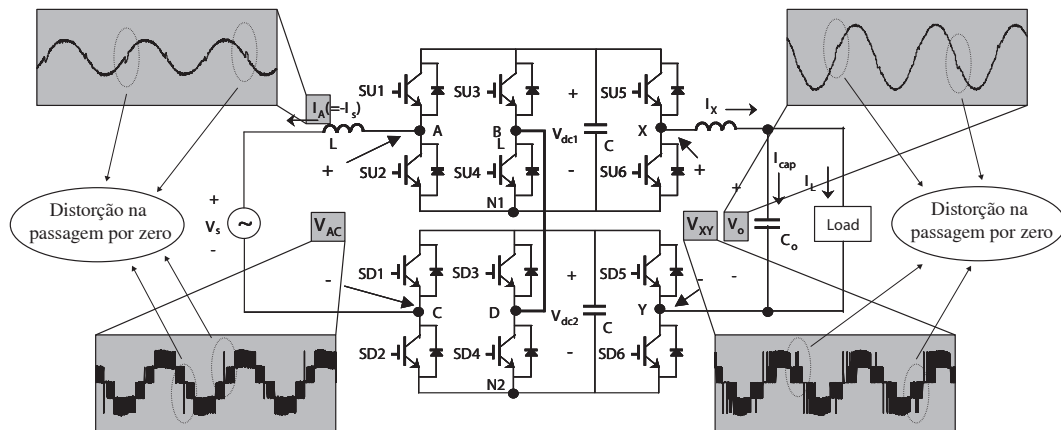 I_A(=-I_s)
L
+
V_s
-
Distorção na
passagem por zero
V_AC
+
-
SU1
SU2
A
SU3
B
L
SU4
N1
+
V_dc1
-
C
SU5
X
SU6
I_X
+
V_XY
-
+
V_o
-
I_cap
C_o
I_L
Load
Distorção na
passagem por zero
SD1
C
SD2
SD3
D
SD4
N2
+
V_dc2
-
C
SD5
Y
SD6